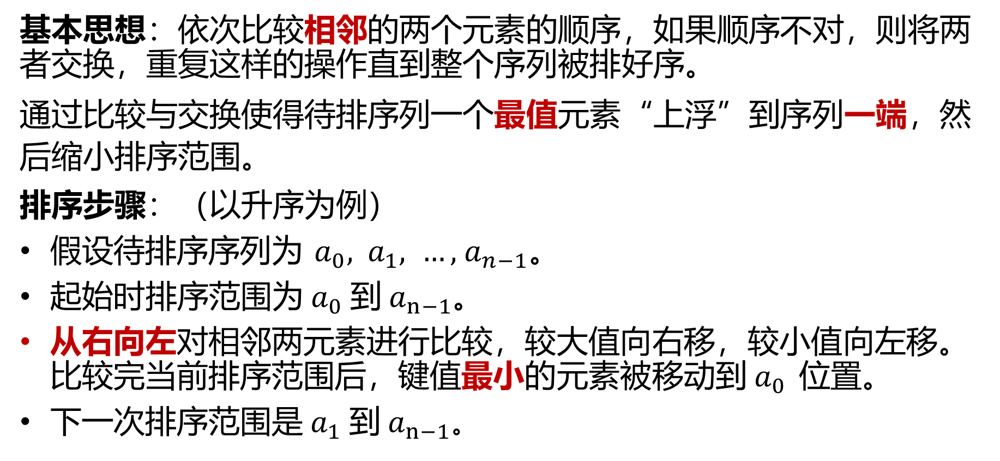 基本思想：依次比较相邻的两个元素的顺序，如果顺序不对，则将两
者交换，重复这样的操作直到整个序列被排好序。
通过比较与交换使得待排序列一个最值元素“上浮”到序列一端，然
后缩小排序范围。
排序步骤：（以升序为例）
• 假设待排序序列为 a₀, a₁, …, aₙ₋₁。
• 起始时排序范围为 a₀ 到 aₙ₋₁。
• 从右向左对相邻两元素进行比较，较大值向右移，较小值向左移。
比较完当前排序范围后，键值最小的元素被移动到 a₀ 位置。
• 下一次排序范围是 a₁ 到 aₙ₋₁。